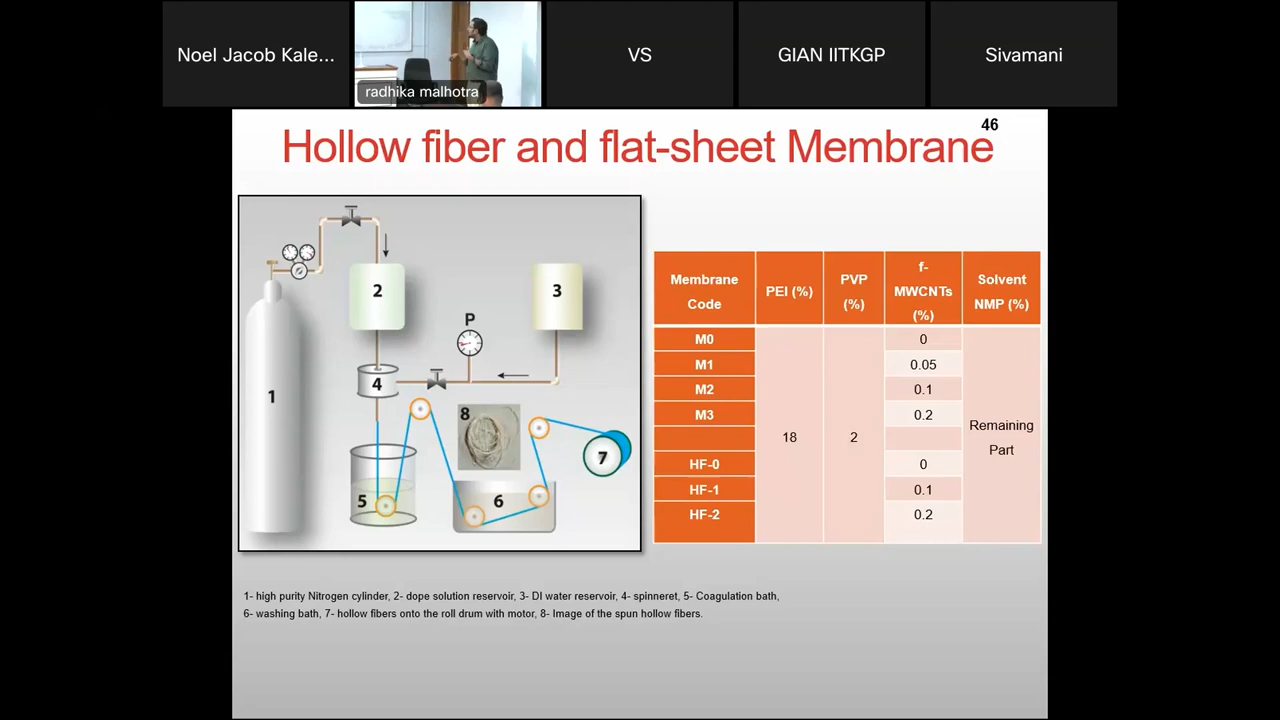 Noel Jacob Kale...
radhika malhotra
VS
GIAN IITKGP
Sivamani
46
Hollow fiber and flat-sheet Membrane
1
2
3
P
4
5
6
7
8
Membrane Code PEI (%) PVP (%) f-MWCNTs (%) Solvent NMP (%)
M0 0
M1 0.05
M2 0.1
M3 0.2
18 2 Remaining Part
HF-0 0
HF-1 0.1
HF-2 0.2
1- high purity Nitrogen cylinder, 2- dope solution reservoir, 3- DI water reservoir, 4- spinneret, 5- Coagulation bath,
6- washing bath, 7- hollow fibers onto the roll drum with motor, 8- Image of the spun hollow fibers.